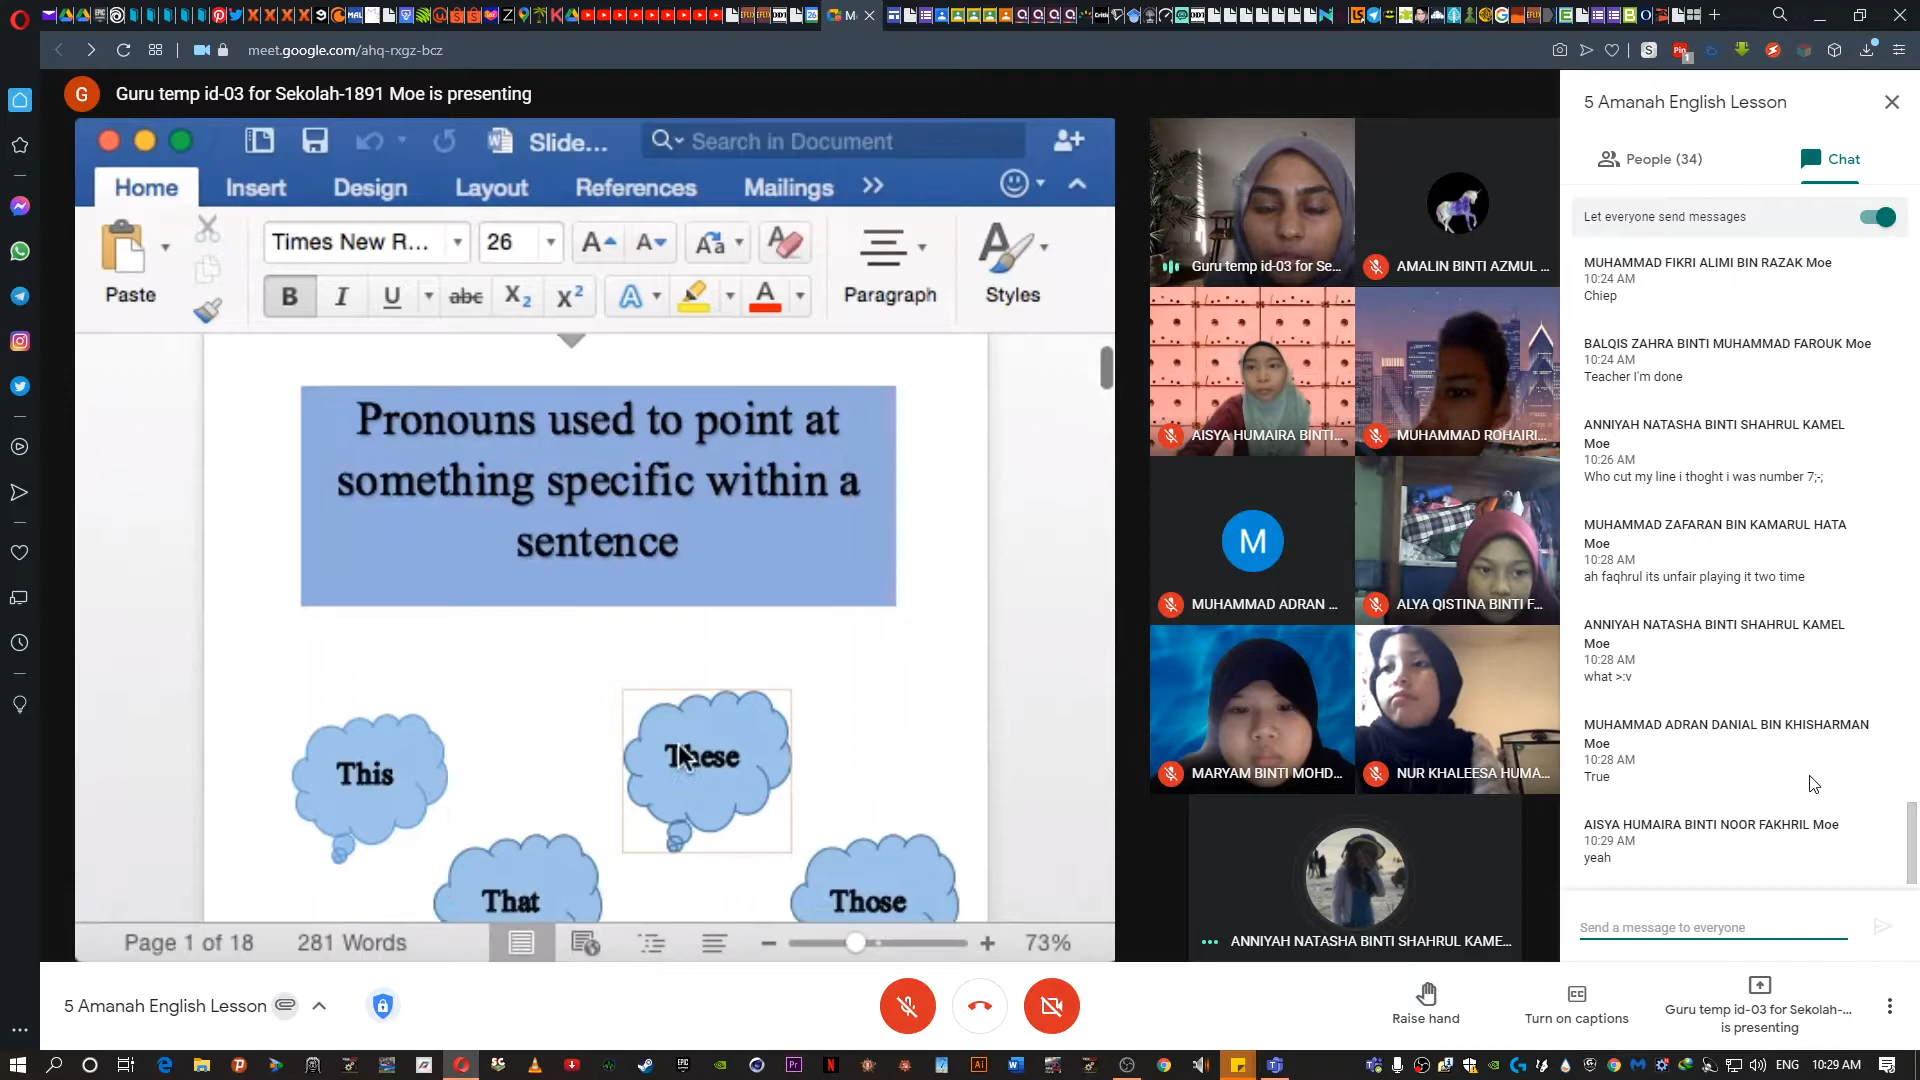 meet.google.com/ahq-rxgz-bcz
G
Guru temp id-03 for Sekolah-1891 Moe is presenting
Slide...
Search in Document
Home
Insert
Design
Layout
References
Mailings
Paste
Times New R...
26
Paragraph
Styles
Pronouns used to point at
something specific within a
sentence
This
These
That
Those
Page 1 of 18
281 Words
73%
Guru temp id-03 for Se...
AMALIN BINTI AZMUL ...
AISYA HUMAIRA BINTI...
MUHAMMAD ROHAIRI...
M
MUHAMMAD ADRAN ...
ALYA QISTINA BINTI F...
MARYAM BINTI MOHD...
NUR KHALEESA HUMA...
ANNIYAH NATASHA BINTI SHAHRUL KAME...
5 Amanah English Lesson
People (34)
Chat
Let everyone send messages
MUHAMMAD FIKRI ALIMI BIN RAZAK Moe
10:24 AM
Chiep
BALQIS ZAHRA BINTI MUHAMMAD FAROUK Moe
10:24 AM
Teacher I'm done
ANNIYAH NATASHA BINTI SHAHRUL KAMEL
Moe
10:26 AM
Who cut my line i thoght i was number 7;-;
MUHAMMAD ZAFARAN BIN KAMARUL HATA
Moe
10:28 AM
ah faqhrul its unfair playing it two time
ANNIYAH NATASHA BINTI SHAHRUL KAMEL
Moe
10:28 AM
what >:v
MUHAMMAD ADRAN DANIAL BIN KHISHARMAN
Moe
10:28 AM
True
AISYA HUMAIRA BINTI NOOR FAKHRIL Moe
10:29 AM
yeah
Send a message to everyone
5 Amanah English Lesson
Raise hand
Turn on captions
Guru temp id-03 for Sekolah-...
is presenting
ENG
10:29 AM